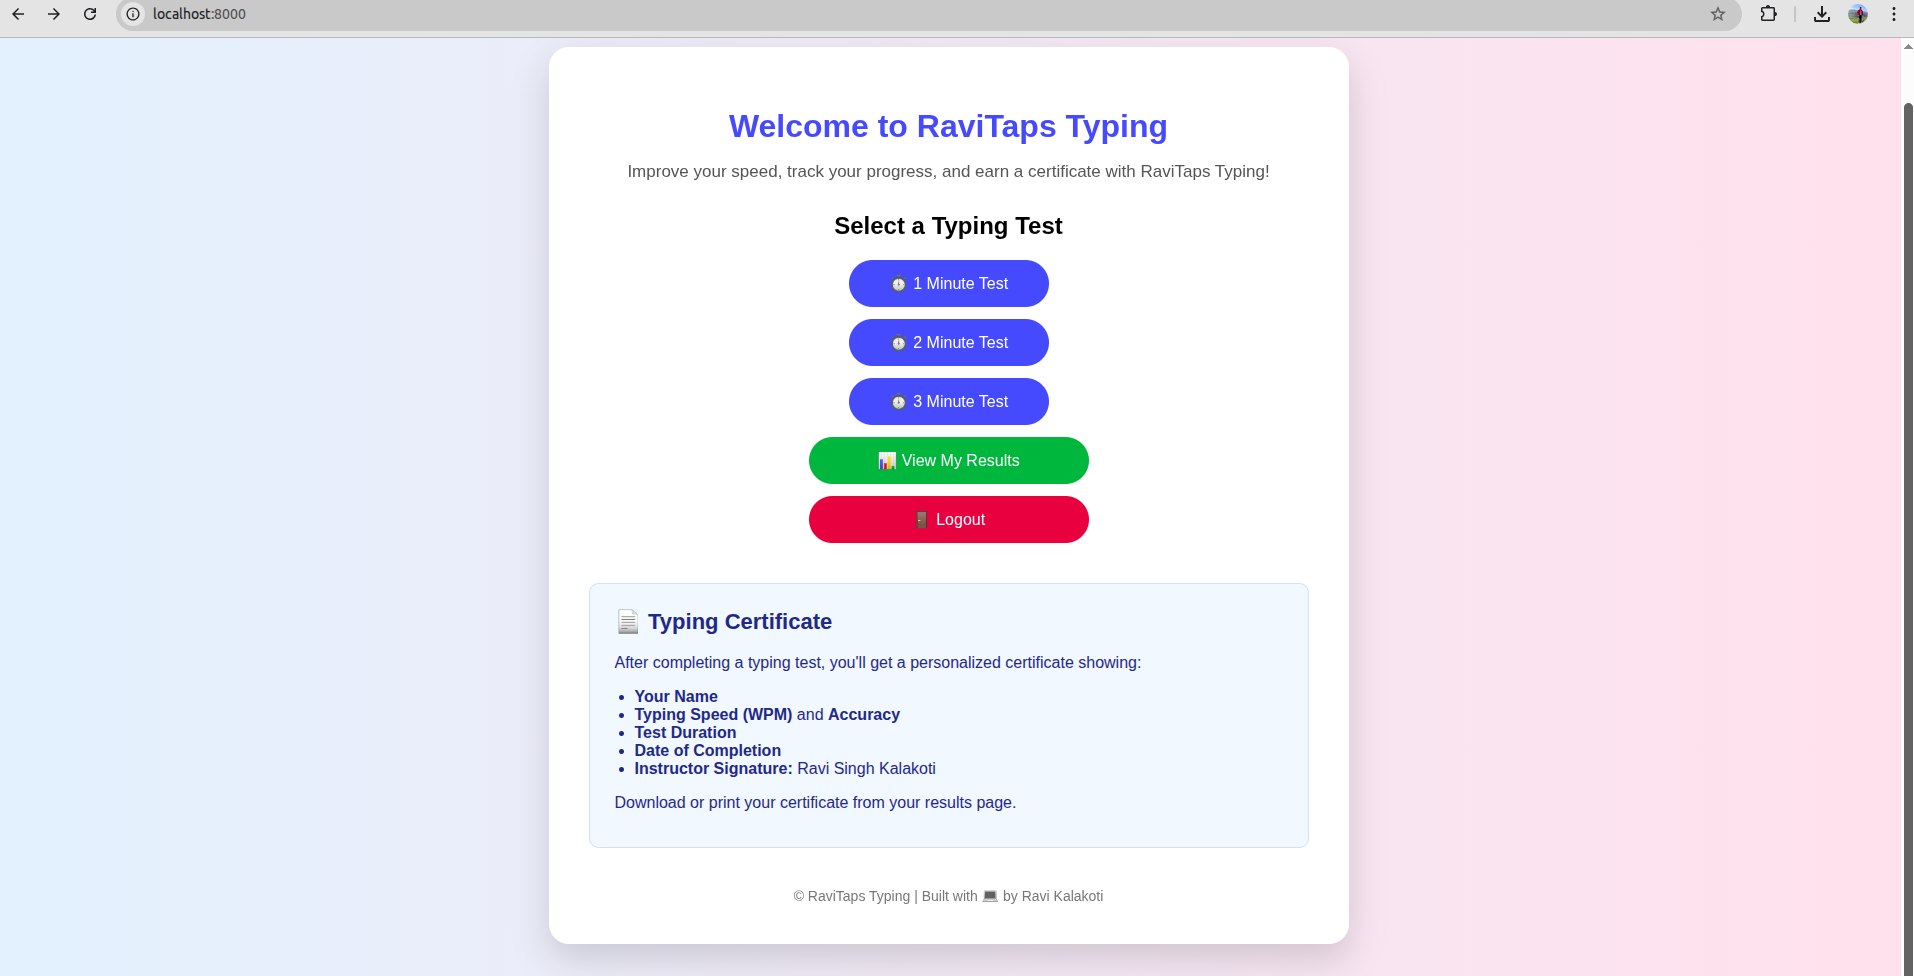 localhost:8000
Welcome to RaviTaps Typing
Improve your speed, track your progress, and earn a certificate with RaviTaps Typing!
Select a Typing Test
⏱ 1 Minute Test
⏱ 2 Minute Test
⏱ 3 Minute Test
📊 View My Results
🚪 Logout
📄 Typing Certificate
After completing a typing test, you'll get a personalized certificate showing:
• Your Name
• Typing Speed (WPM) and Accuracy
• Test Duration
• Date of Completion
• Instructor Signature: Ravi Singh Kalakoti
Download or print your certificate from your results page.
© RaviTaps Typing | Built with 💻 by Ravi Kalakoti